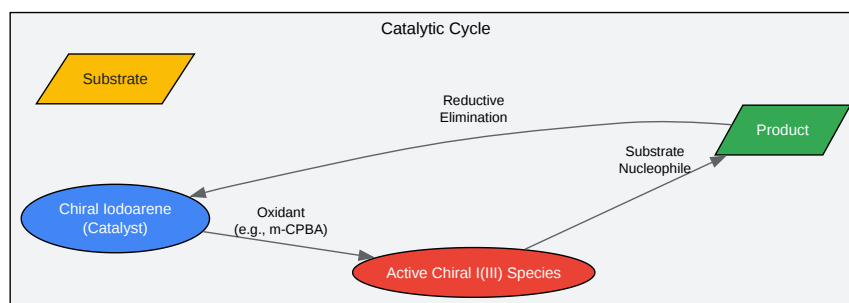 Catalytic Cycle
Substrate
Reductive
Elimination
Product
Substrate
Nucleophile
Chiral Iodoarene
(Catalyst)
Oxidant
(e.g., m-CPBA)
Active Chiral I(III) Species